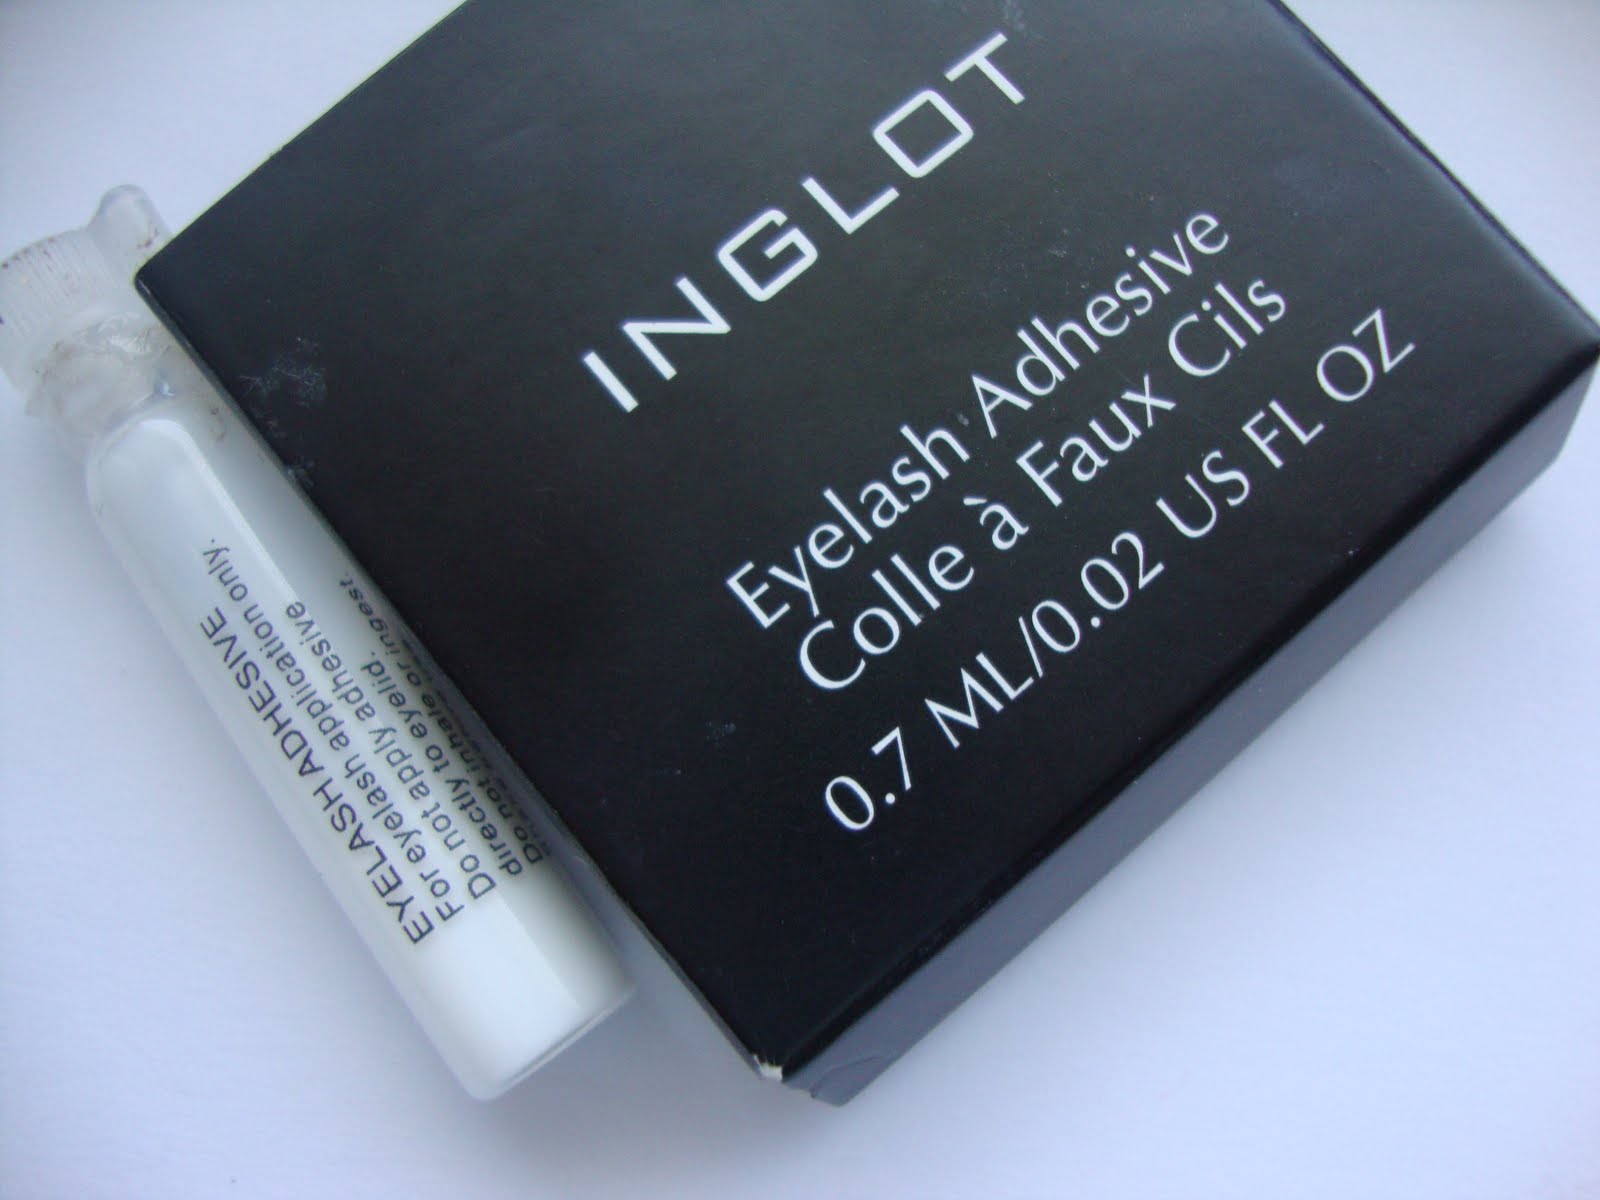 INGLOT
Eyelash Adhesive
Colle à Faux Cils
0.7 ML/0.02 US FL OZ
EYELASH ADHESIVE
For eyelash application only.
Do not apply adhesive
directly to eyelid.
Do not inhale or ingest.